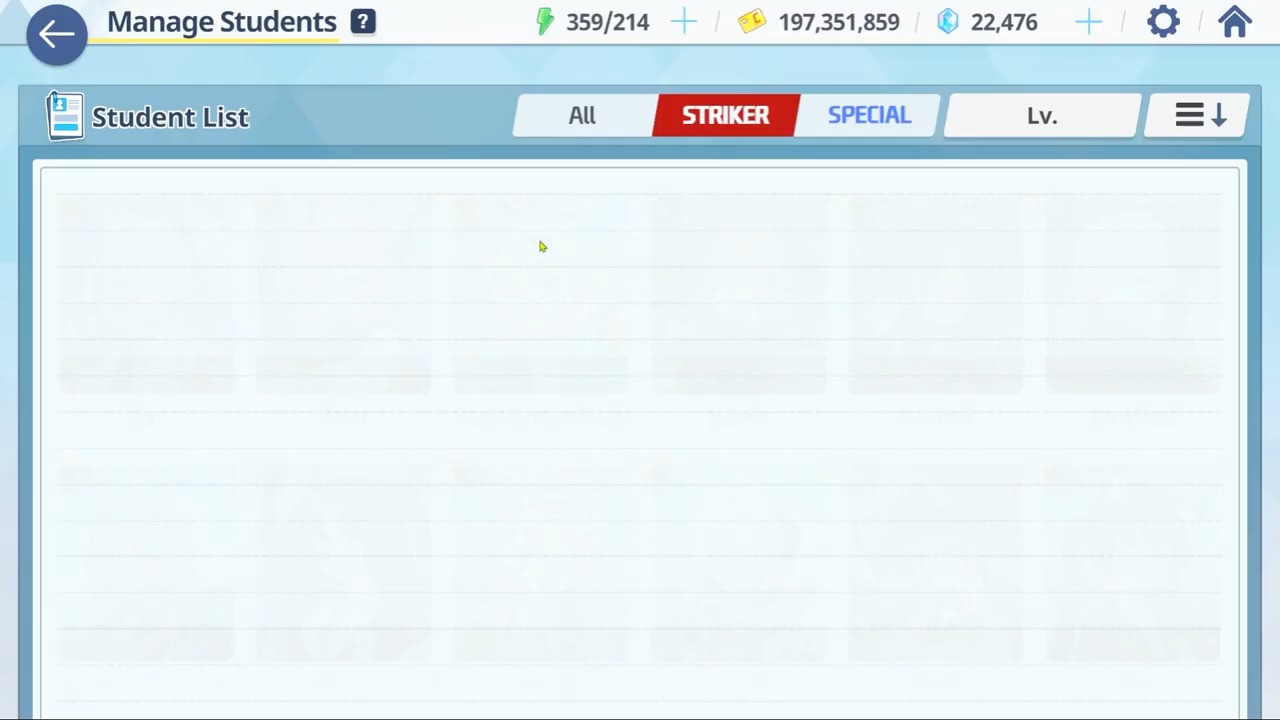 Manage Students ?
359/214
197,351,859
22,476
Student List
All
STRIKER
SPECIAL
Lv.